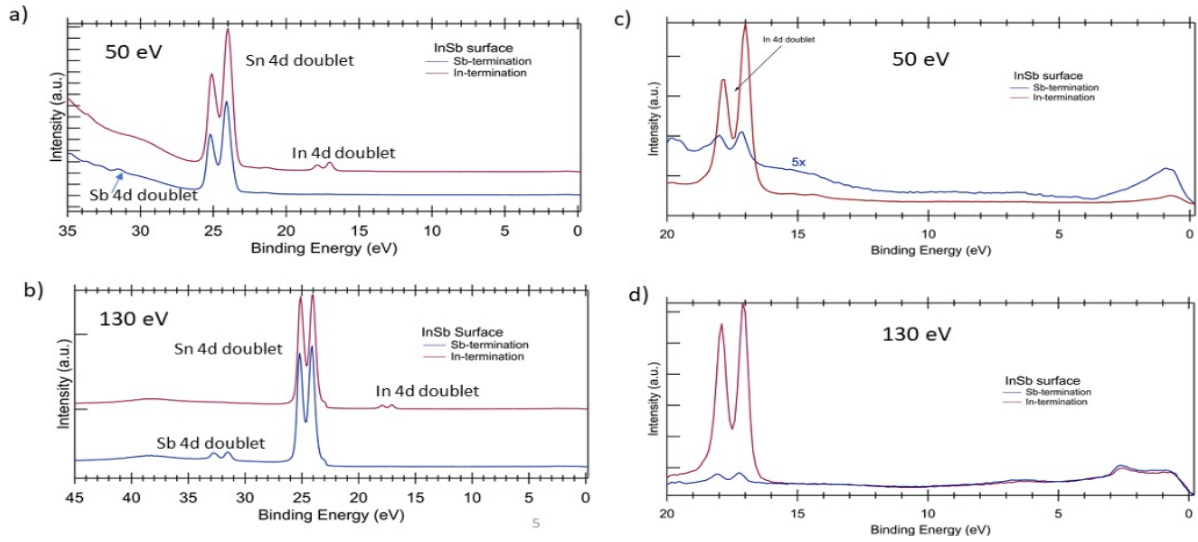 a)
50 eV
Sn 4d doublet
InSb surface
Sb-termination
In-termination
In 4d doublet
Sb 4d doublet
Intensity (a.u.)
35 30 25 20 15 10 5 0
Binding Energy (eV)
b)
130 eV
Sn 4d doublet
InSb Surface
Sb-termination
In-termination
In 4d doublet
Sb 4d doublet
Intensity (a.u.)
45 40 35 30 25 20 15 10 5 0
Binding Energy (eV)
5
c)
In 4d doublet
50 eV
InSb surface
Sb-termination
In-termination
5x
Intensity (a.u.)
20 15 10 5 0
Binding Energy (eV)
d)
130 eV
InSb surface
Sb-termination
In-termination
Intensity (a.u.)
20 15 10 5 0
Binding Energy (eV)